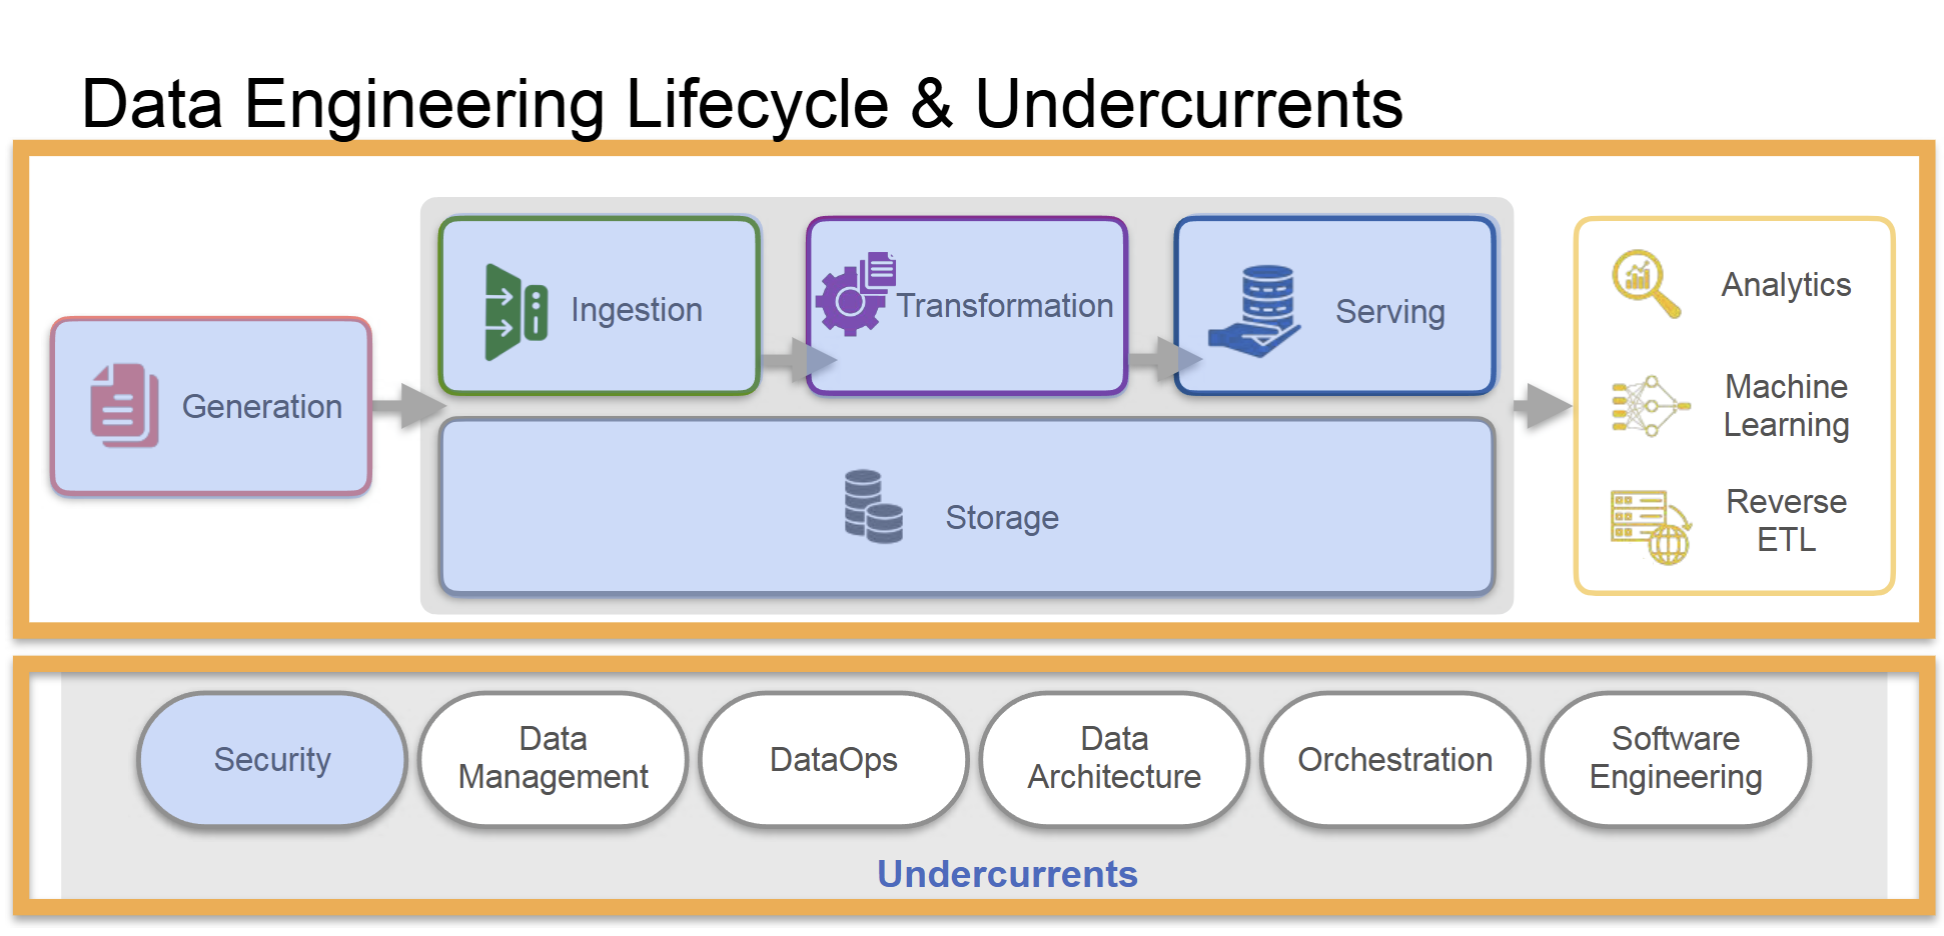 Data Engineering Lifecycle & Undercurrents
Generation
Ingestion
Transformation
Serving
Storage
Analytics
Machine
Learning
Reverse
ETL
Security
Data
Management
DataOps
Data
Architecture
Orchestration
Software
Engineering
Undercurrents